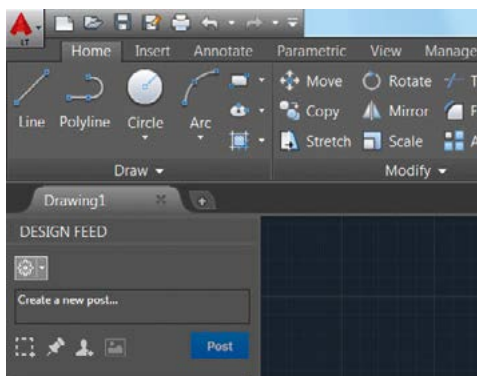 LT
Home Insert Annotate Parametric View Manage
Line Polyline Circle Arc
Move Rotate
Copy Mirror
Stretch Scale
Draw Modify
Drawing1
DESIGN FEED
Create a new post...
Post